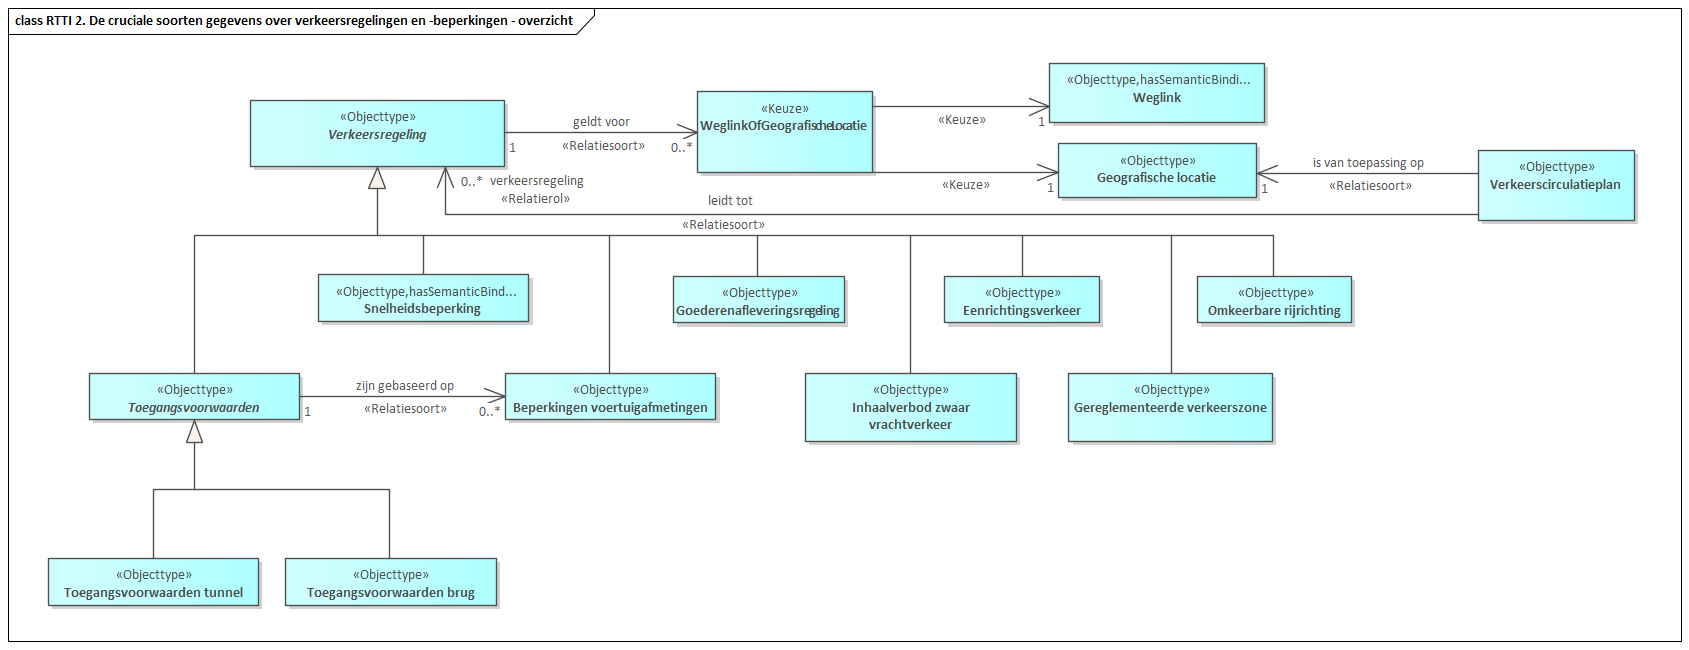 class RTTI 2. De cruciale soorten gegevens over verkeersregelingen en -beperkingen - overzicht
«Objecttype,hasSemanticBindi...
Weglink
«Objecttype»
Verkeersregeling
geldt voor
«Relatiesoort»
1
0..*
«Keuze»
WeglinkOfGeografischeLocatie
«Keuze»
1
«Keuze»
1
«Objecttype»
Geografische locatie
is van toepassing op
«Relatiesoort»
1
«Objecttype»
Verkeerscirculatieplan
0..* verkeersregeling
«Relatierol»
leidt tot
«Relatiesoort»
«Objecttype,hasSemanticBind...
Snelheidsbeperking
«Objecttype»
Goederenafleveringsregeling
«Objecttype»
Eenrichtingsverkeer
«Objecttype»
Omkeerbare rijrichting
«Objecttype»
Toegangsvoorwaarden
zijn gebaseerd op
«Relatiesoort»
1
0..*
«Objecttype»
Beperkingen voertuigafmetingen
«Objecttype»
Inhaalverbod zwaar
vrachtverkeer
«Objecttype»
Gereglementeerde verkeerszone
«Objecttype»
Toegangsvoorwaarden tunnel
«Objecttype»
Toegangsvoorwaarden brug